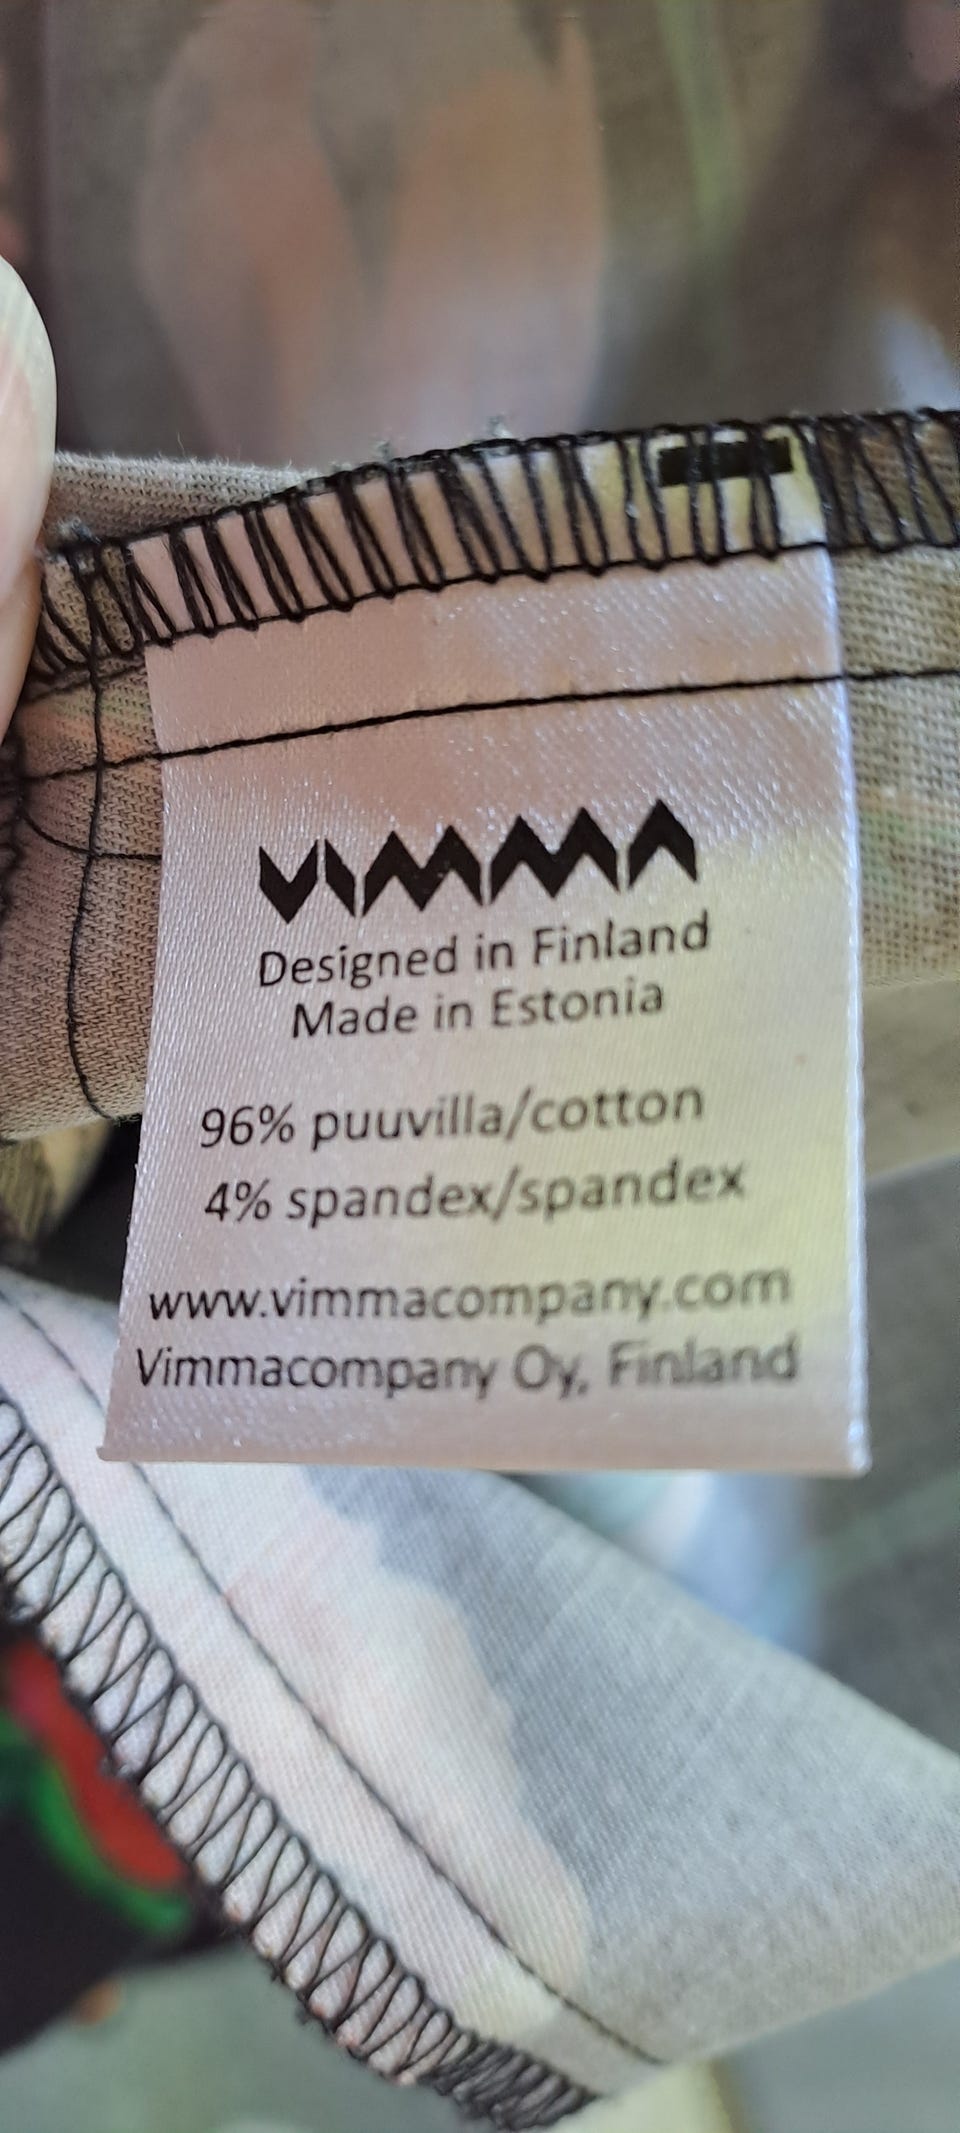 VIMMA
Designed in Finland
Made in Estonia
96% puuvilla/cotton
4% spandex/spandex
www.vimmacompany.com
Vimmacompany Oy, Finland